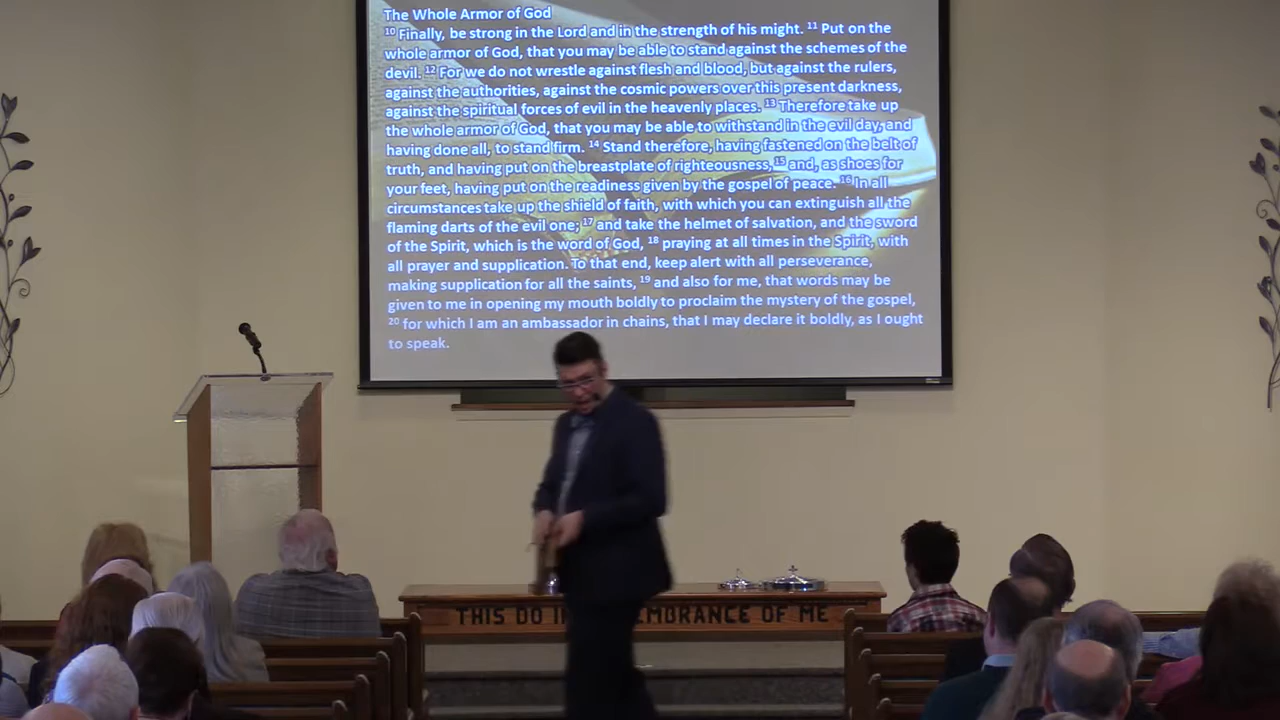 The Whole Armor of God
10 Finally, be strong in the Lord and in the strength of his might. 11 Put on the
whole armor of God, that you may be able to stand against the schemes of the
devil. 12 For we do not wrestle against flesh and blood, but against the rulers,
against the authorities, against the cosmic powers over this present darkness,
against the spiritual forces of evil in the heavenly places. 13 Therefore take up
the whole armor of God, that you may be able to withstand in the evil day, and
having done all, to stand firm. 14 Stand therefore, having fastened on the belt of
truth, and having put on the breastplate of righteousness, 15 and, as shoes for
your feet, having put on the readiness given by the gospel of peace. 16 In all
circumstances take up the shield of faith, with which you can extinguish all the
flaming darts of the evil one; 17 and take the helmet of salvation, and the sword
of the Spirit, which is the word of God, 18 praying at all times in the Spirit, with
all prayer and supplication. To that end, keep alert with all perseverance,
making supplication for all the saints, 19 and also for me, that words may be
given to me in opening my mouth boldly to proclaim the mystery of the gospel,
20 for which I am an ambassador in chains, that I may declare it boldly, as I ought
to speak.
THIS DO OF ME